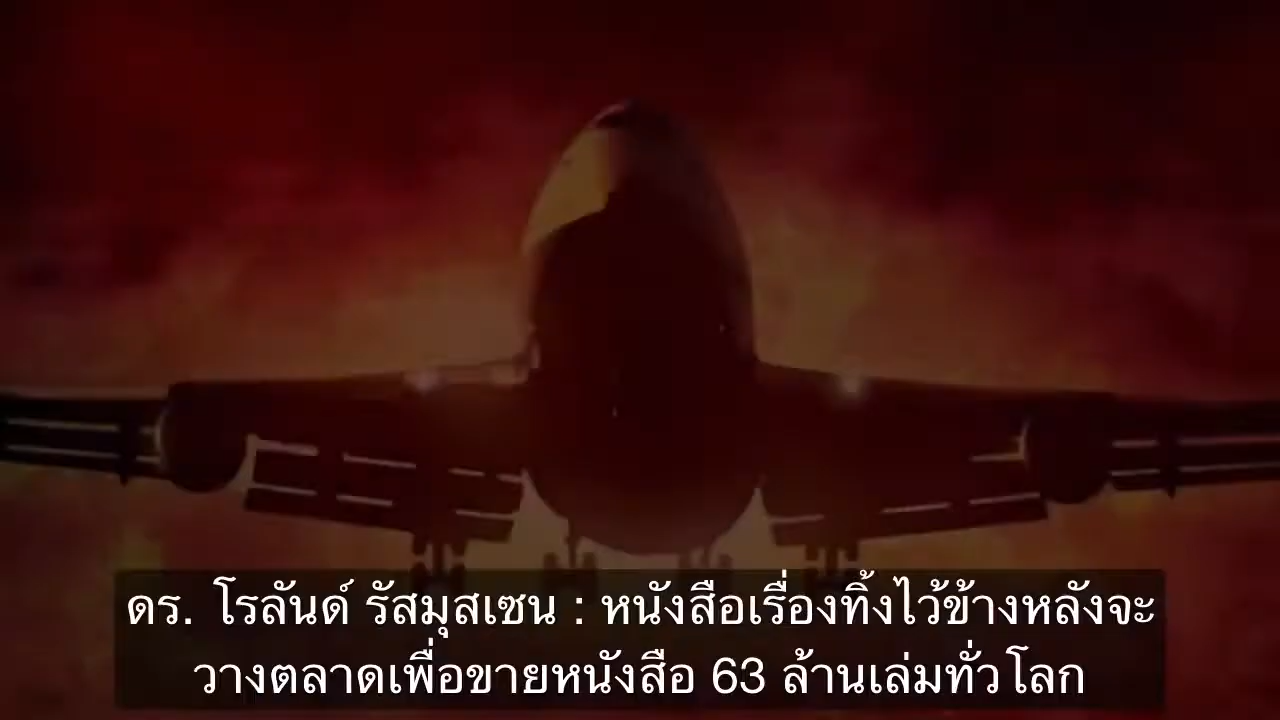 ดร. โรลันด์ รัสมุสเซน : หนังสือเรื่องทิ้งไว้ข้างหลังจะ
วางตลาดเพื่อขายหนังสือ 63 ล้านเล่มทั่วโลก